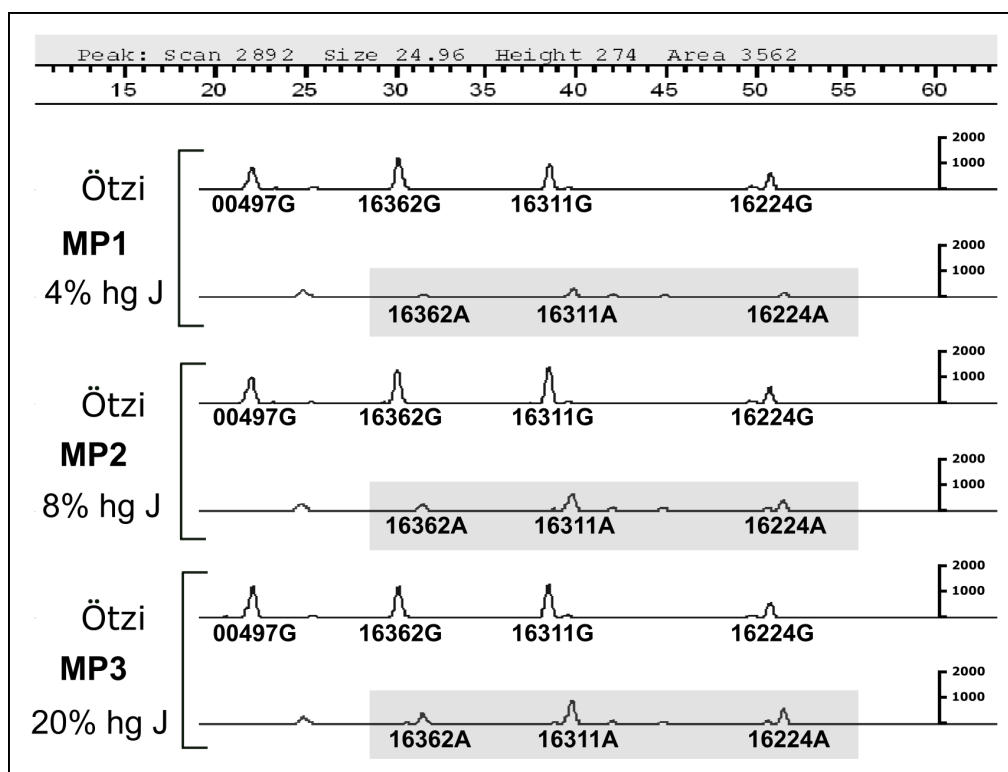 Peak: Scan 2892 Size 24.96 Height 274 Area 3562
15 20 25 30 35 40 45 50 55 60
2000
1000
Ötzi
00497G 16362G 16311G 16224G
MP1
2000
1000
4% hg J
16362A 16311A 16224A
2000
1000
Ötzi
00497G 16362G 16311G 16224G
MP2
2000
1000
8% hg J
16362A 16311A 16224A
2000
1000
Ötzi
00497G 16362G 16311G 16224G
MP3
2000
1000
20% hg J
16362A 16311A 16224A